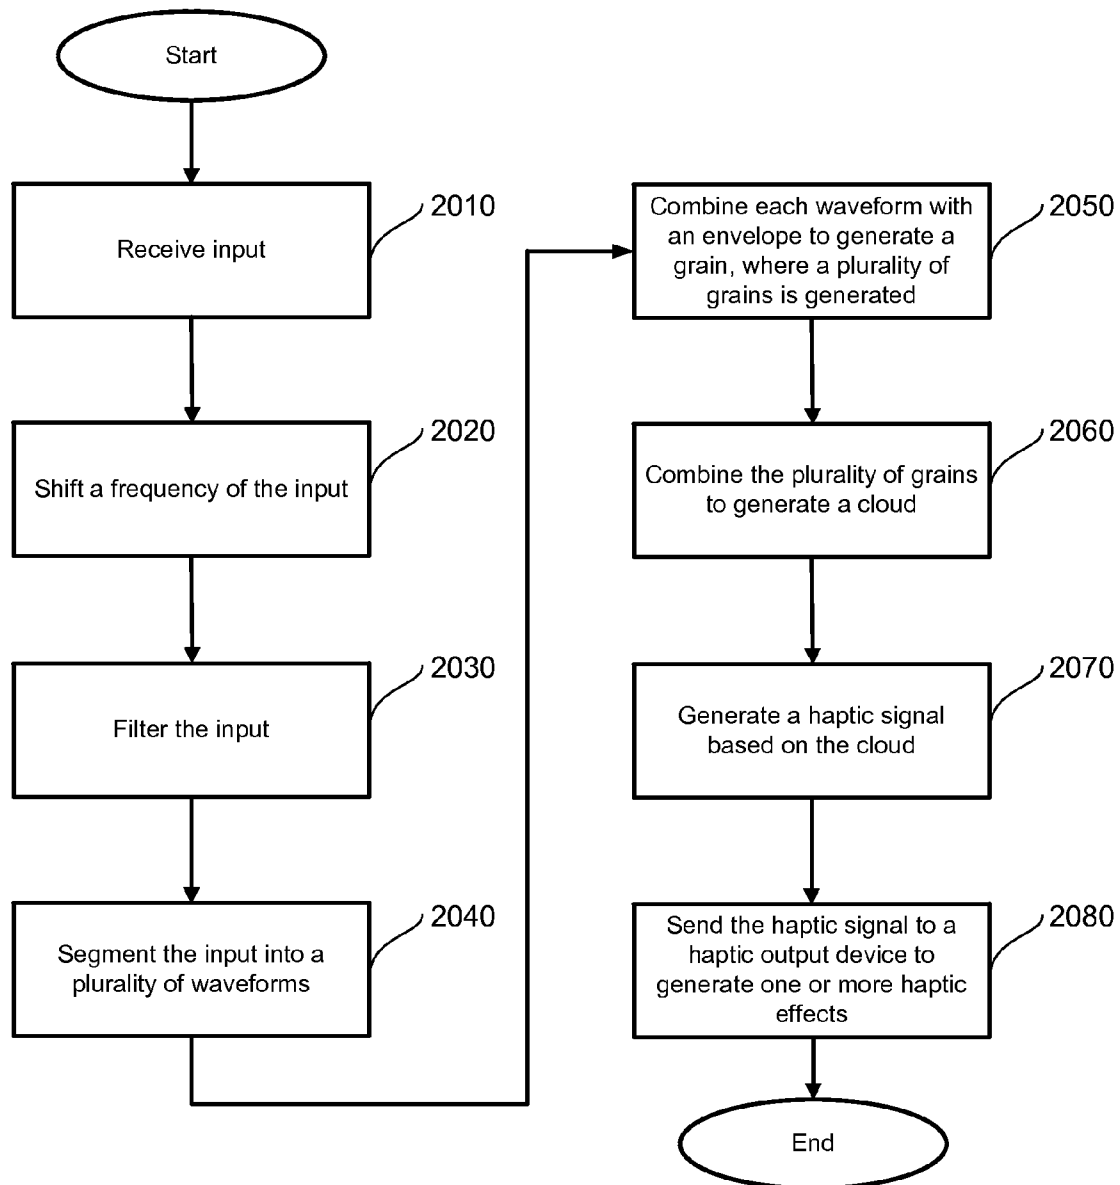 Start
2010
Receive input
2020
Shift a frequency of the input
2030
Filter the input
2040
Segment the input into a
plurality of waveforms
2050
Combine each waveform with
an envelope to generate a
grain, where a plurality of
grains is generated
2060
Combine the plurality of grains
to generate a cloud
2070
Generate a haptic signal
based on the cloud
2080
Send the haptic signal to a
haptic output device to
generate one or more haptic
effects
End